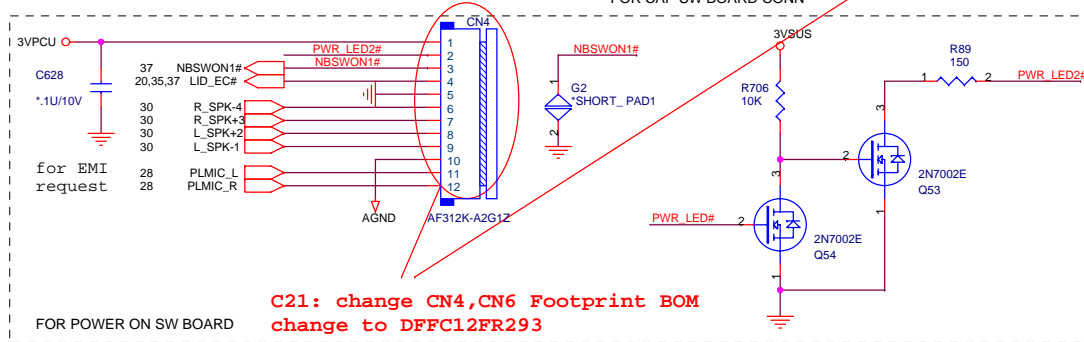 FOR CAP SW BOARD CONN
3VPCU
CN4
3VSUS
PWR_LED2#
NBSWON1#
37 NBSWON1#
20,35,37 LID_EC#
C628
*.1U/10V
30 R_SPK-4
30 R_SPK+3
30 L_SPK+2
30 L_SPK-1
for EMI
request
28 PLMIC_L
28 PLMIC_R
1
2
3
4
5
6
7
8
9
10
11
12
AGND
AF312K-A2G1Z
NBSWON1#
1
G2
*SHORT_ PAD1
2
R706
10K
R89
150
1
2
PWR_LED2#
3
2
2N7002E
Q53
1
3
PWR_LED#
2
2N7002E
Q54
1
C21: change CN4,CN6 Footprint BOM
change to DFFC12FR293
FOR POWER ON SW BOARD